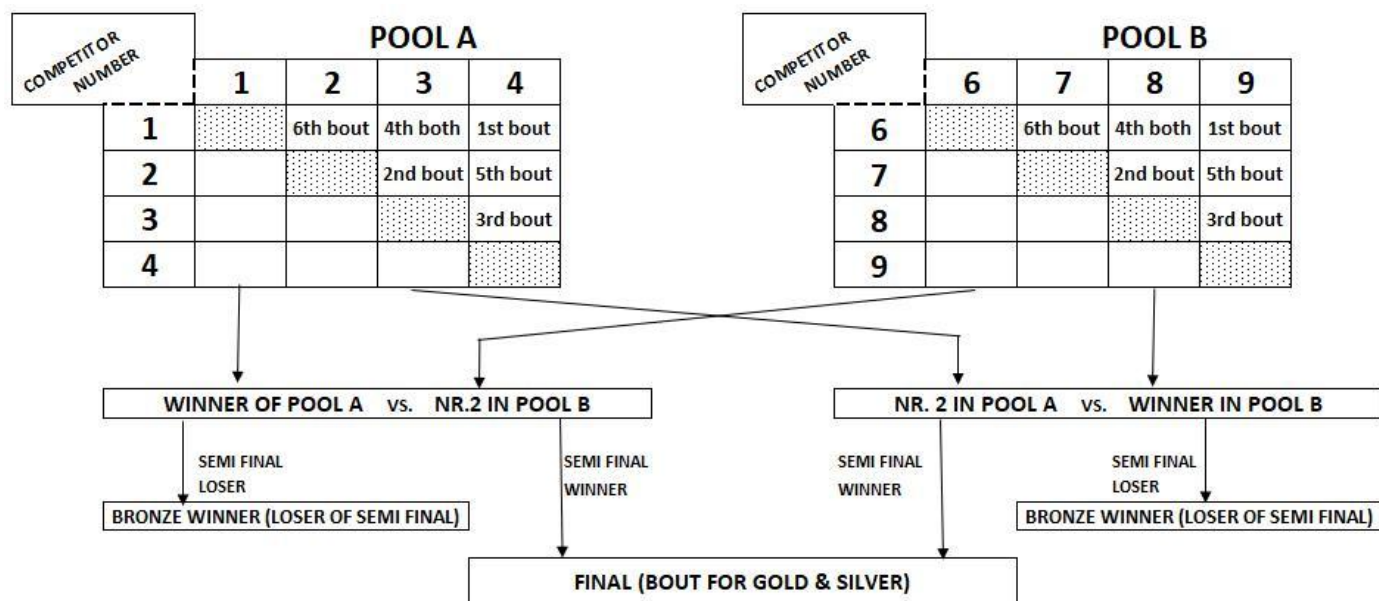 POOL A POOL B
COMPETITOR
NUMBER
COMPETITOR
NUMBER
1 2 3 4 6 7 8 9
1 6th bout 4th both 1st bout 6 6th bout 4th both 1st bout
2 2nd bout 5th bout 7 2nd bout 5th bout
3 3rd bout 8 3rd bout
4 9
WINNER OF POOL A vs. NR.2 IN POOL B NR. 2 IN POOL A vs. WINNER IN POOL B
SEMI FINAL SEMI FINAL SEMI FINAL SEMI FINAL
LOSER WINNER WINNER LOSER
BRONZE WINNER (LOSER OF SEMI FINAL) BRONZE WINNER (LOSER OF SEMI FINAL)
FINAL (BOUT FOR GOLD & SILVER)